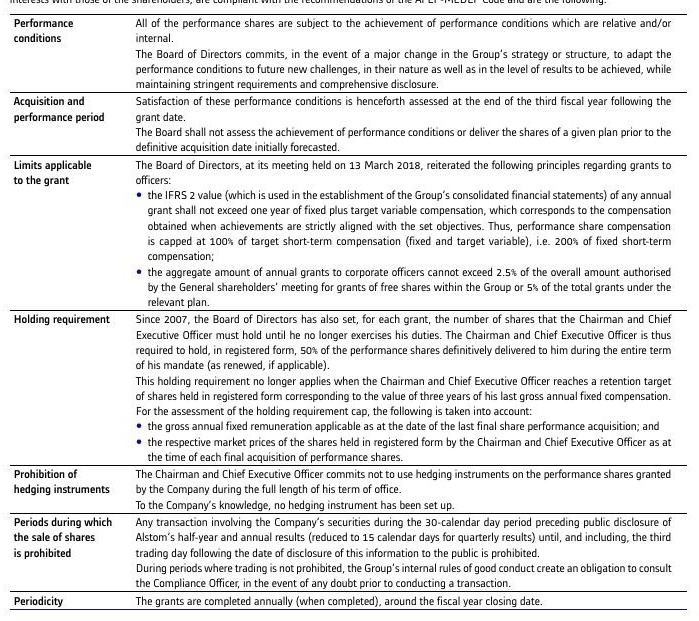 interests with those of the shareholders, are compliant with the recommendations of the AFEP-MEDEF Code and are the following:
Performance
conditions
All of the performance shares are subject to the achievement of performance conditions which are relative and/or
internal.
The Board of Directors commits, in the event of a major change in the Group's strategy or structure, to adapt the
performance conditions to future new challenges, in their nature as well as in the level of results to be achieved, while
maintaining stringent requirements and comprehensive disclosure.
Acquisition and
performance period
Satisfaction of these performance conditions is henceforth assessed at the end of the third fiscal year following the
grant date.
The Board shall not assess the achievement of performance conditions or deliver the shares of a given plan prior to the
definitive acquisition date initially forecasted.
Limits applicable
to the grant
The Board of Directors, at its meeting held on 13 March 2018, reiterated the following principles regarding grants to
officers:
• the IFRS 2 value (which is used in the establishment of the Group's consolidated financial statements) of any annual
grant shall not exceed one year of fixed plus target variable compensation, which corresponds to the compensation
obtained when achievements are strictly aligned with the set objectives. Thus, performance share compensation
is capped at 100% of target short-term compensation (fixed and target variable), i.e. 200% of fixed short-term
compensation;
• the aggregate amount of annual grants to corporate officers cannot exceed 2.5% of the overall amount authorised
by the General shareholders' meeting for grants of free shares within the Group or 5% of the total grants under the
relevant plan.
Holding requirement
Since 2007, the Board of Directors has also set, for each grant, the number of shares that the Chairman and Chief
Executive Officer must hold until he no longer exercises his duties. The Chairman and Chief Executive Officer is thus
required to hold, in registered form, 50% of the performance shares definitively delivered to him during the entire term
of his mandate (as renewed, if applicable).
This holding requirement no longer applies when the Chairman and Chief Executive Officer reaches a retention target
of shares held in registered form corresponding to the value of three years of his last gross annual fixed compensation.
For the assessment of the holding requirement cap, the following is taken into account:
• the gross annual fixed remuneration applicable as at the date of the last final share performance acquisition; and
• the respective market prices of the shares held in registered form by the Chairman and Chief Executive Officer as at
the time of each final acquisition of performance shares.
Prohibition of
hedging instruments
The Chairman and Chief Executive Officer commits not to use hedging instruments on the performance shares granted
by the Company during the full length of his term of office.
To the Company's knowledge, no hedging instrument has been set up.
Periods during which
the sale of shares
is prohibited
Any transaction involving the Company's securities during the 30-calendar day period preceding public disclosure of
Alstom's half-year and annual results (reduced to 15 calendar days for quarterly results) until, and including, the third
trading day following the date of disclosure of this information to the public is prohibited.
During periods where trading is not prohibited, the Group's internal rules of good conduct create an obligation to consult
the Compliance Officer, in the event of any doubt prior to conducting a transaction.
Periodicity
The grants are completed annually (when completed), around the fiscal year closing date.